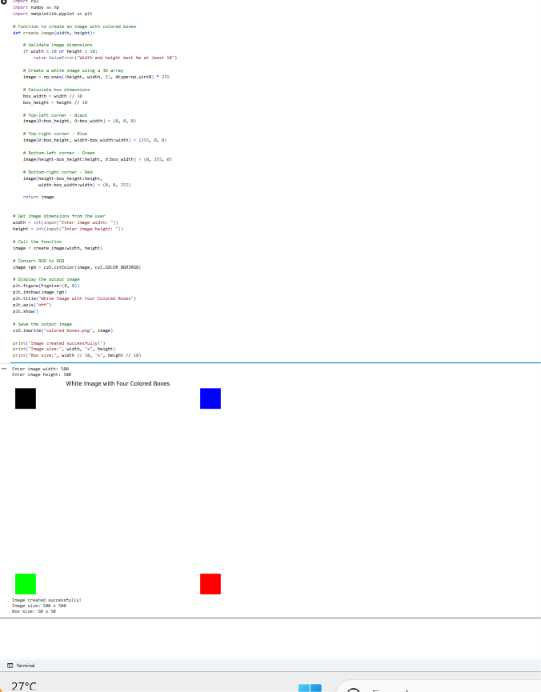 import cv2
import numpy as np
import matplotlib.pyplot as plt
# Function to create an image with colored boxes
def create_image(width, height):
# Validate image dimensions
if width < 10 or height < 10:
raise ValueError("Width and height must be at least 10")
# Create a white image using a 3D array
image = np.ones((height, width, 3), dtype=np.uint8) * 255
# Calculate box dimensions
box_width = width // 10
box_height = height // 10
# Top-left corner - Black
image[0:box_height, 0:box_width] = (0, 0, 0)
# Top-right corner - Blue
image[0:box_height, width-box_width:width] = (255, 0, 0)
# Bottom-left corner - Green
image[height-box_height:height, 0:box_width] = (0, 255, 0)
# Bottom-right corner - Red
image[height-box_height:height,
width-box_width:width] = (0, 0, 255)
return image
# Get image dimensions from the user
width = int(input("Enter image width: "))
height = int(input("Enter image height: "))
# Call the function
image = create_image(width, height)
# Convert BGR to RGB
image_rgb = cv2.cvtColor(image, cv2.COLOR_BGR2RGB)
# Display the output image
plt.figure(figsize=(8, 8))
plt.imshow(image_rgb)
plt.title("White Image with Four Colored Boxes")
plt.axis("off")
plt.show()
# Save the output image
cv2.imwrite("colored_boxes.png", image)
print("Image created successfully!")
print("Image size:", width, "x", height)
print("Box size:", width // 10, "x", height // 10)
Enter image width: 500
Enter image height: 500
White Image with Four Colored Boxes
Image created successfully!
Image size: 500 x 500
Box size: 50 x 50
Terminal
27°C